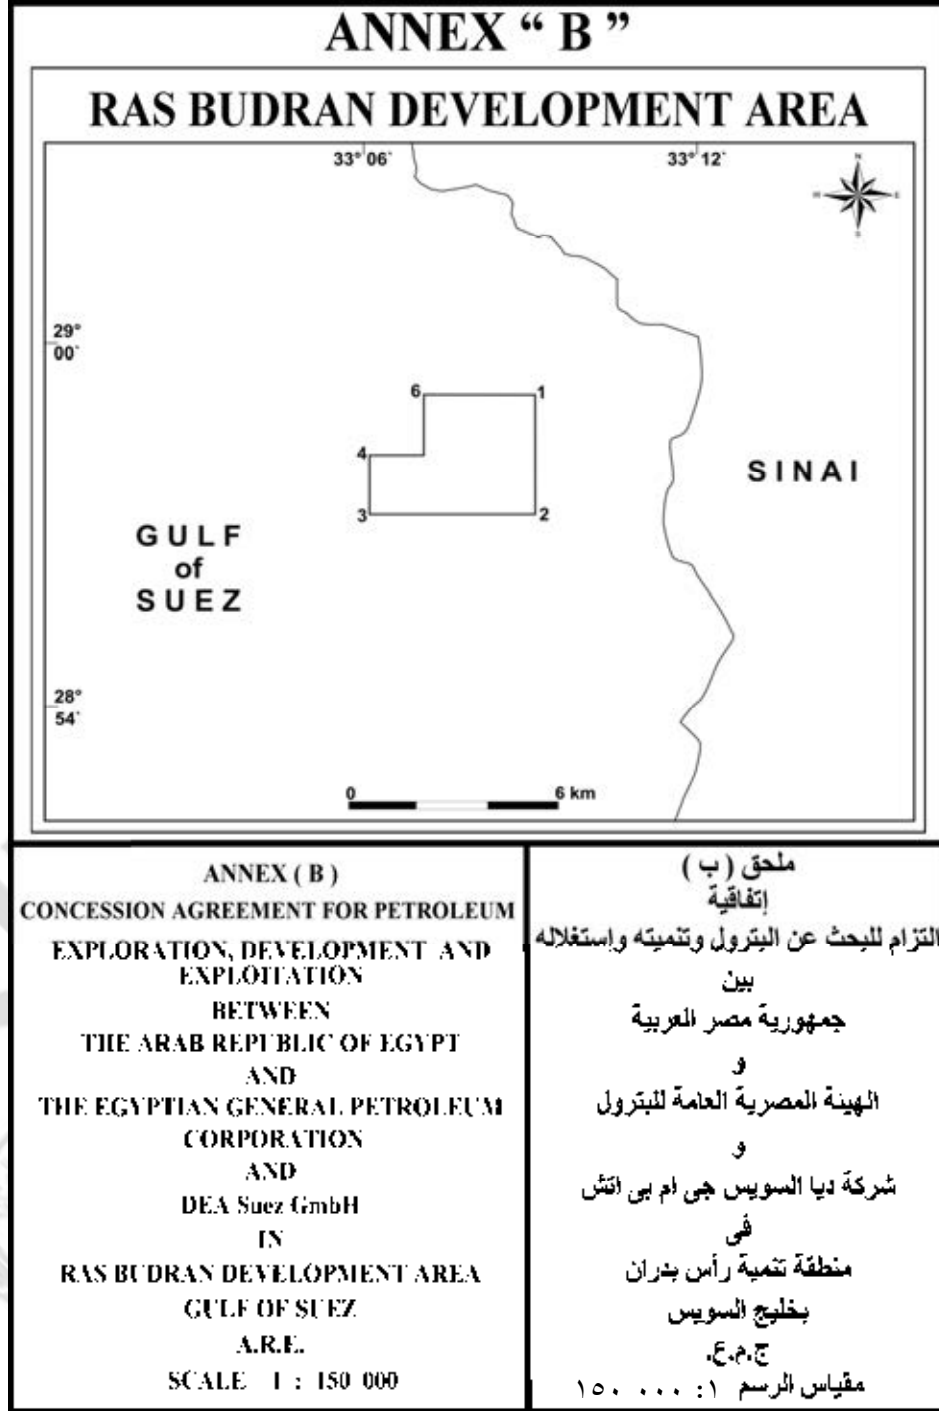 ANNEX “ B ”
RAS BUDRAN DEVELOPMENT AREA
33° 06` 33° 12`
N
W E
S
29°
00`
6 1
4
SINAI
3 2
GULF
of
SUEZ
28°
54`
0 6 km
ANNEX ( B )
CONCESSION AGREEMENT FOR PETROLEUM
EXPLORATION, DEVELOPMENT AND
EXPLOITATION
BETWEEN
THE ARAB REPUBLIC OF EGYPT
AND
THE EGYPTIAN GENERAL PETROLEUM
CORPORATION
AND
DEA Suez GmbH
IN
RAS BUDRAN DEVELOPMENT AREA
GULF OF SUEZ
A.R.E.
SCALE 1 : 150 000
ملحق ( ب )
إتفاقية
التزام للبحث عن البترول وتنميته وإستغلاله
بين
جمهورية مصر العربية
و
الهيئة المصرية العامة للبترول
و
شركة ديا السويس جى ام بى اتش
فى
منطقة تنمية رأس بدران
بخليج السويس
ج.م.ع.
مقياس الرسم ١: ١٥٠٠٠٠